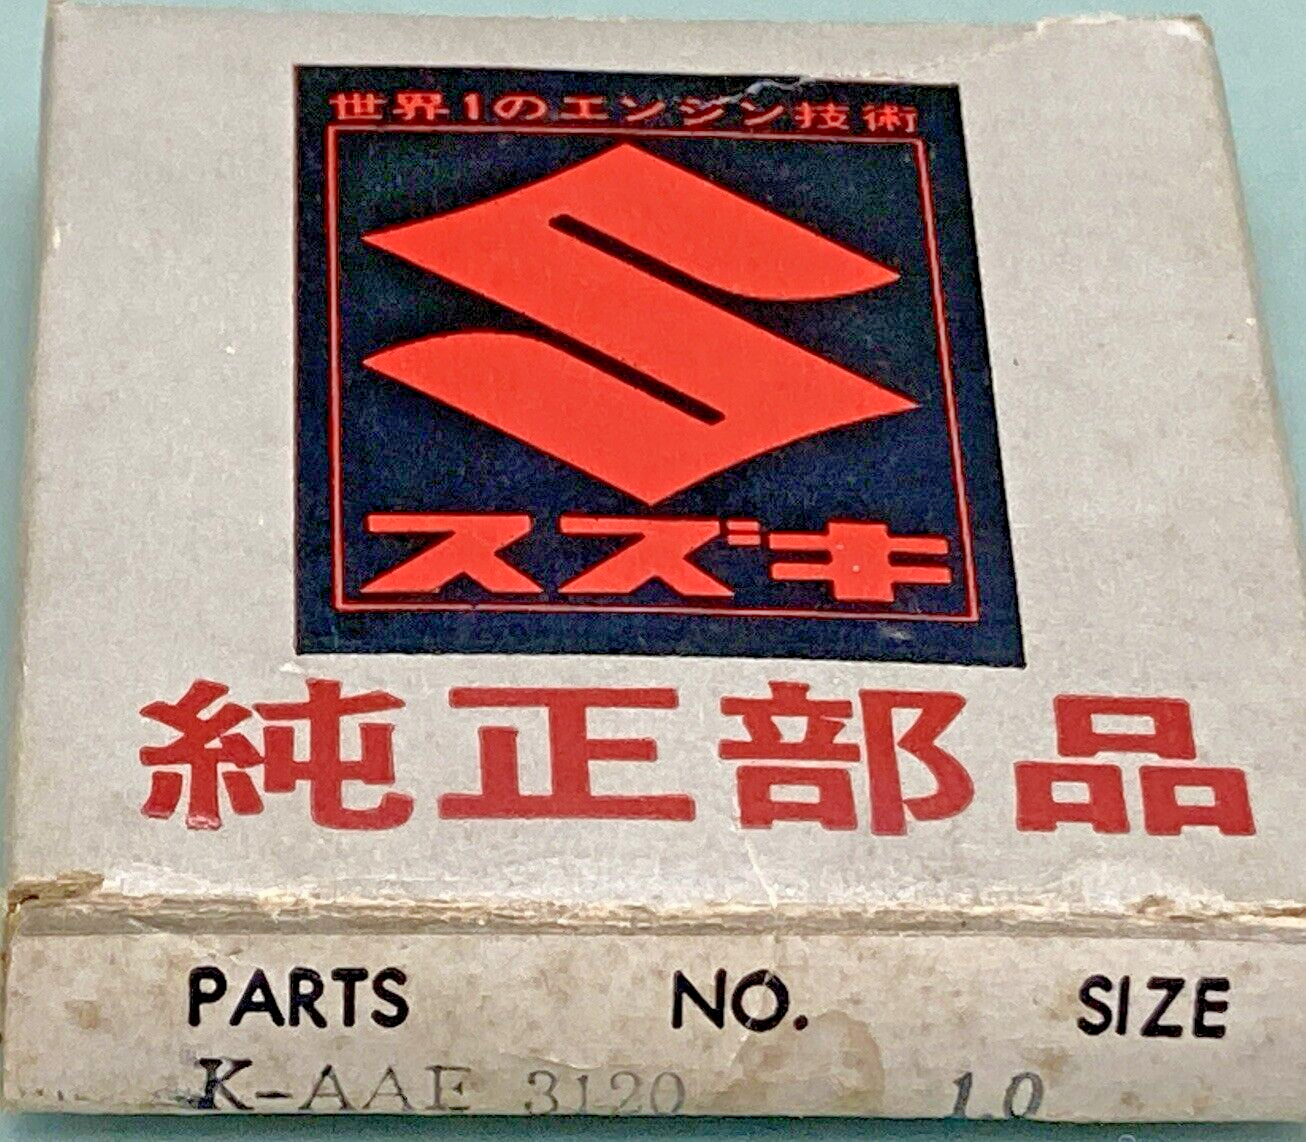 世界1のエンジン技術
スズキ
純正部品
PARTS NO. SIZE
K-AAE 3120 1.0